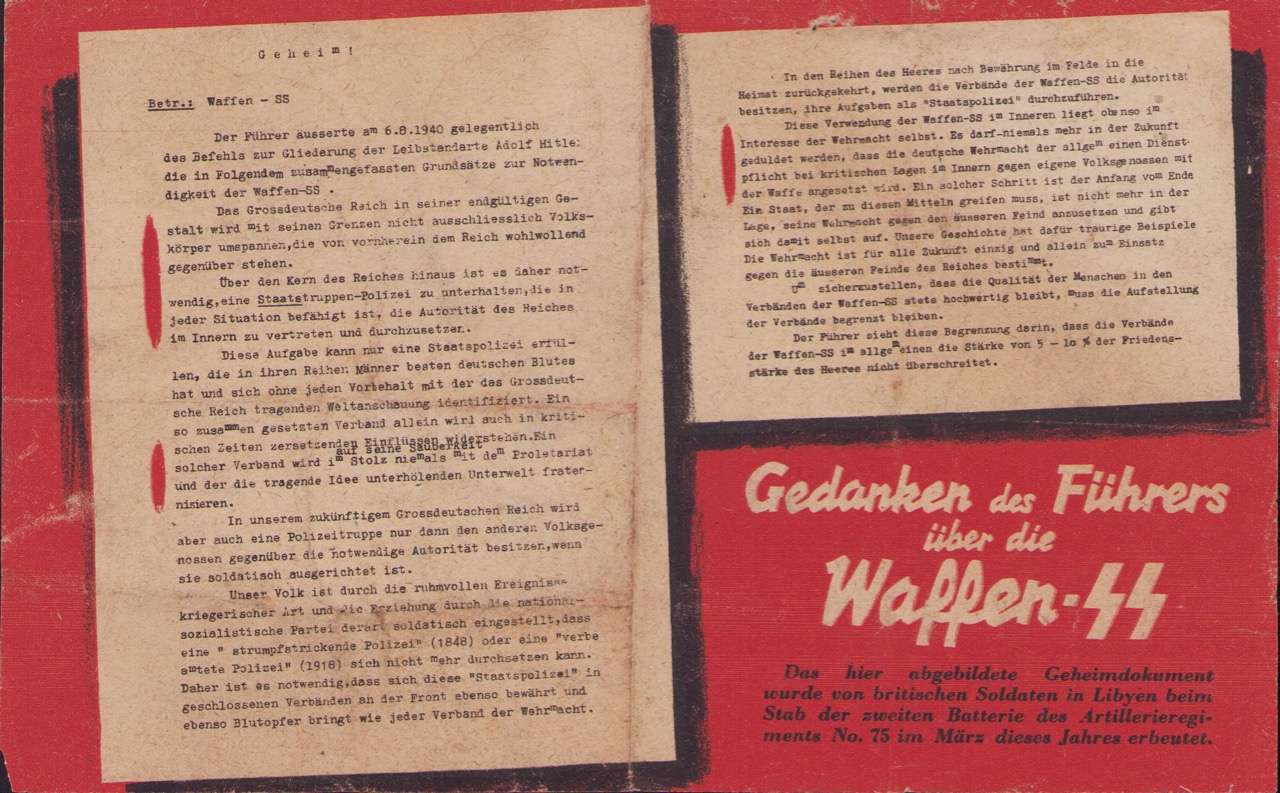 Geheim!
Betr.: Waffen - SS
Der Führer äusserte am 6.8.1940 gelegentlich
des Befehls zur Gliederung der Leibstandarte Adolf Hitler
die in Folgendem zusammengefassten Grundsätze zur Notwen-
digkeit der Waffen-SS .
Das Grossdeutsche Reich in seiner endgültigen Ge-
stalt wird mit seinen Grenzen nicht ausschliesslich Volks-
körper umspannen,die von vornherein dem Reich wohlwollend
gegenüber stehen.
Über den Kern des Reiches hinaus ist es daher not-
wendig,eine Staatstruppen-Polizei zu unterhalten,die in
jeder Situation befähigt ist, die Autorität des Reiches
im Innern zu vertreten und durchzusetzen.
Diese Aufgabe kann nur eine Staatspolizei erfül-
len, die in ihren Reihen Männer besten deutschen Blutes
hat und sich ohne jeden Vorbehalt mit der das Grossdeut-
sche Reich tragenden Weltanschauung identifiziert. Ein
so zusammen gesetzten Verband allein wird auch in kriti-
schen Zeiten zersetzenden Einflüssen widerstehen.Ein
auf seine Sauberkeit
solcher Verband wird im Stolz niemals mit dem Proletariat
und der die tragende Idee unterhölenden Unterwelt frater-
nisieren.
In unserem zukünftigem Grossdeutschen Reich wird
aber auch eine Polizeitruppe nur dann den anderen Volksge-
nossen gegenüber die notwendige Autorität besitzen,wenn
sie soldatisch ausgerichtet ist.
Unser Volk ist durch die ruhmvollen Ereignisse
kriegerischer Art und die Erziehung durch die national-
sozialistische Partei derart soldatisch eingestellt,dass
eine " strumpfstrickende Polizei" (1848) oder eine "verbe
amtete Polizei" (1918) sich nicht mehr durchsetzen kann.
Daher ist es notwendig,dass sich diese "Staatspolizei" in
geschlossenen Verbänden an der Front ebenso bewährt und
ebenso Blutopfer bringt wie jeder Verband der Wehrmacht.
In den Reihen des Heeres nach Bewährung im Felde in die
Heimat zurückgekehrt, werden die Verbände der Waffen-SS die Autorität
besitzen, ihre Aufgaben als "Staatspolizei" durchzuführen.
Diese Verwendung der Waffen-SS im Inneren liegt ebenso im
Interesse der Wehrmacht selbst. Es darf-niemals mehr in der Zukunft
geduldet werden, dass die deutsche Wehrmacht der allgem einen Dienst-
pflicht bei kritischen Lagen im Innern gegen eigene Volksgenossen mit
der Waffe angesetzt wird. Ein solcher Schritt ist der Anfang vom Ende
Ein Staat, der zu diesen Mitteln greifen muss, ist nicht mehr in der
Lage, seine Wehrmacht gegen den äusseren Feind anzusetzen und gibt
sich damit selbst auf. Unsere Geschichte hat dafür traurige Beispiele
Die Wehrmacht ist für alle Zukunft einzig und allein zum Einsatz
gegen die äusseren Feinde des Reiches bestimmt.
Um sicherzustellen, dass die Qualität der Menschen in den
Verbänden der Waffen-SS stets hochwertig bleibt, muss die Aufstellung
der Verbände begrenzt bleiben.
Der Führer sieht diese Begrenzung darin, dass die Verbände
der Waffen-SS im allgemeinen die Stärke von 5 - 10 % der Friedens-
stärke des Heeres nicht überschreitet.
Gedanken des Führers
über die
Waffen-SS
Das hier abgebildete Geheimdokument
wurde von britischen Soldaten in Libyen beim
Stab der zweiten Batterie des Artillerieregi-
ments No. 75 im März dieses Jahres erbeutet.